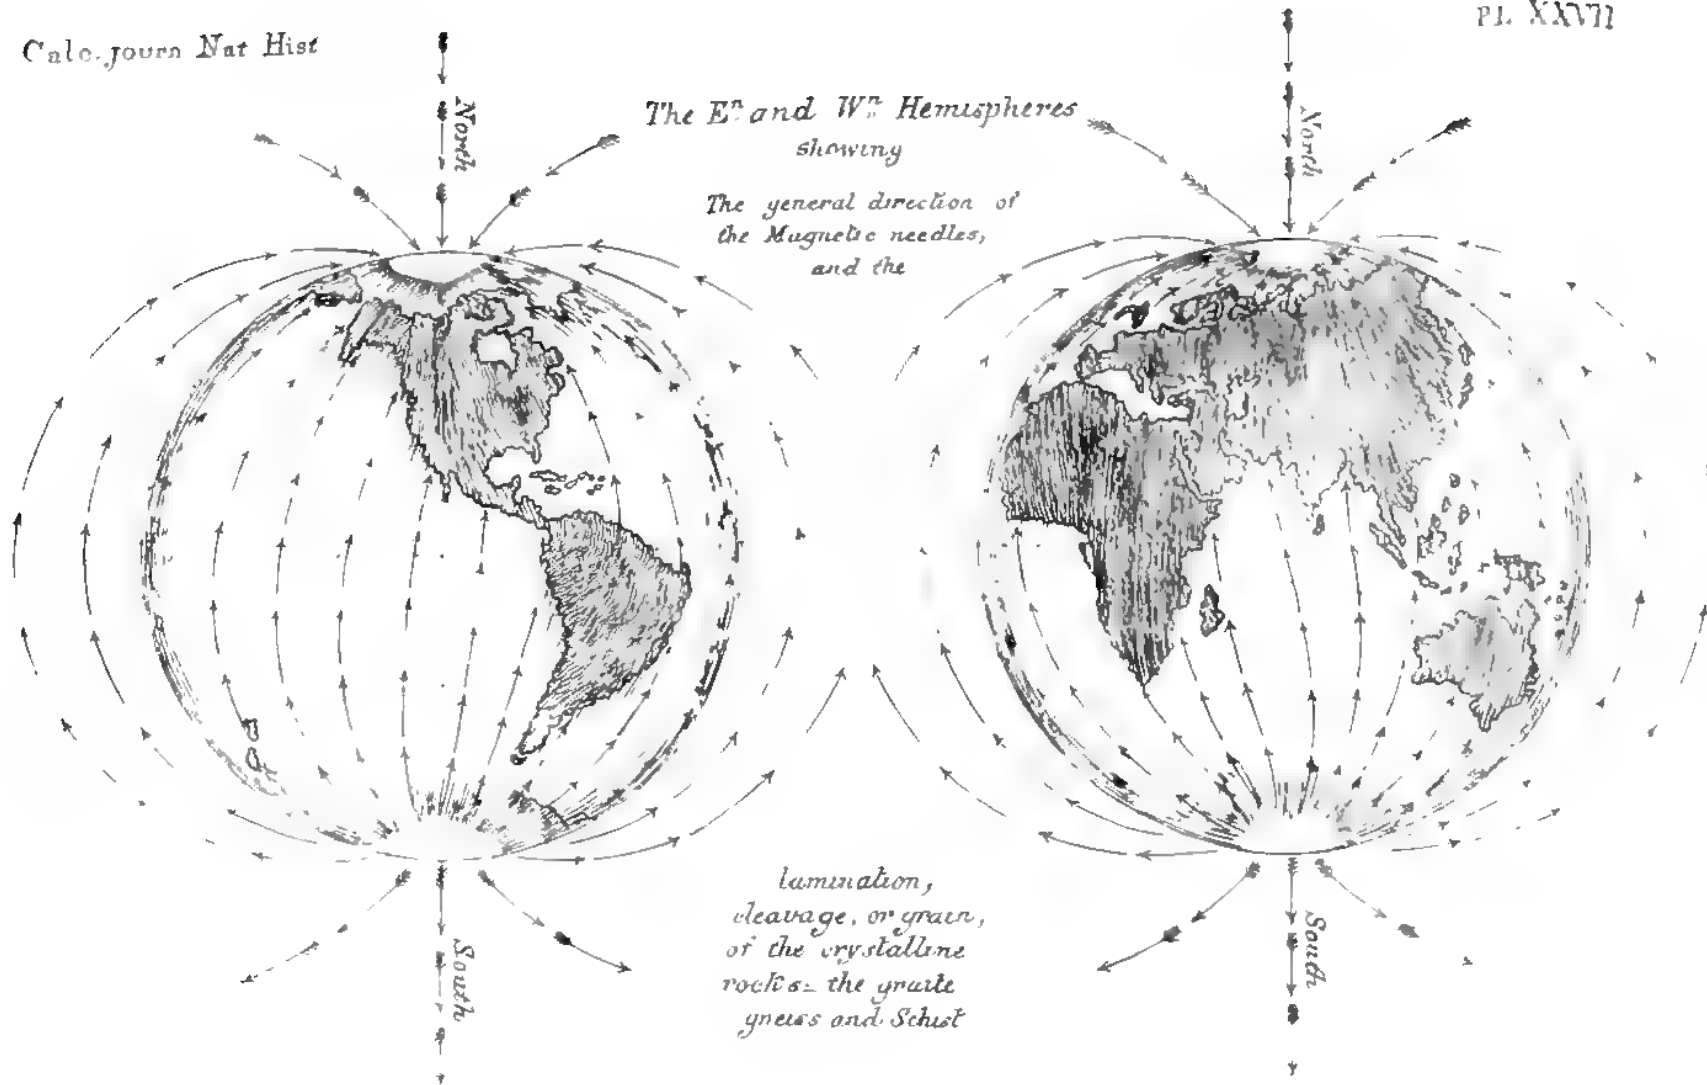 Calc. Journ Nat Hist
PL. XXVII
North
North
The Eⁿ and Wⁿ Hemispheres
showing
The general direction of
the Magnetic needles,
and the
lamination,
cleavage, or grain,
of the crystalline
rocks = the granite
gneiss and Schist
South
South